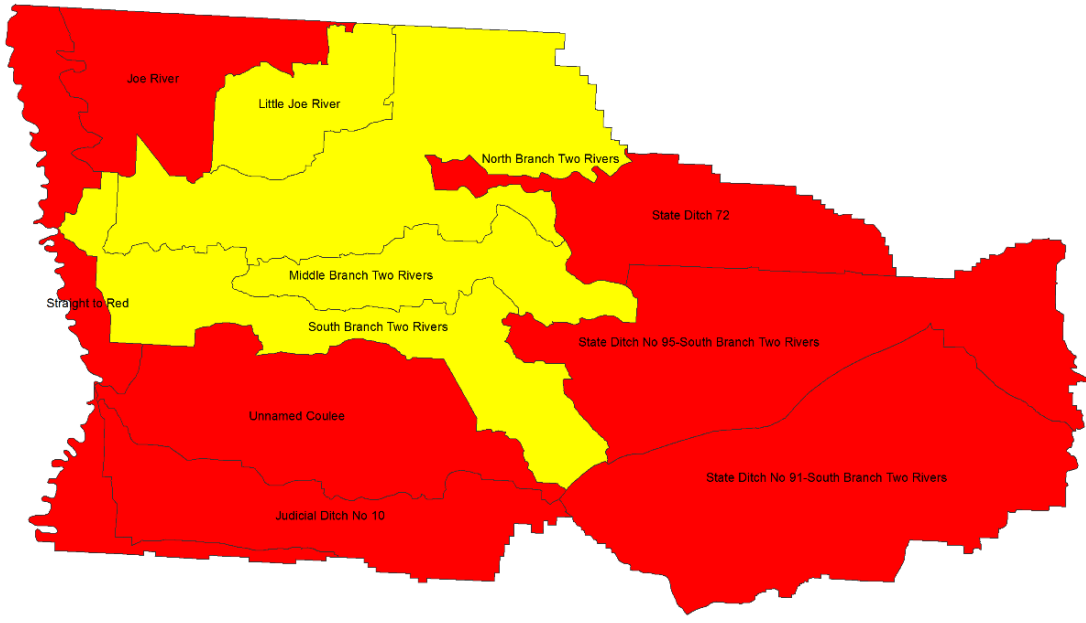 Joe River
Little Joe River
North Branch Two Rivers
State Ditch 72
Middle Branch Two Rivers
Straight to Red
South Branch Two Rivers
State Ditch No 95-South Branch Two Rivers
Unnamed Coulee
State Ditch No 91-South Branch Two Rivers
Judicial Ditch No 10